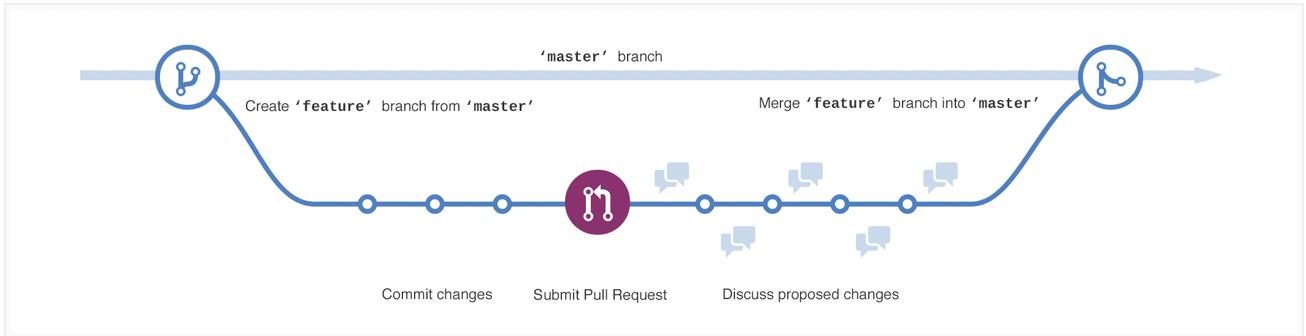 ‘master’ branch
Create ‘feature’ branch from ‘master’
Merge ‘feature’ branch into ‘master’
Commit changes
Submit Pull Request
Discuss proposed changes